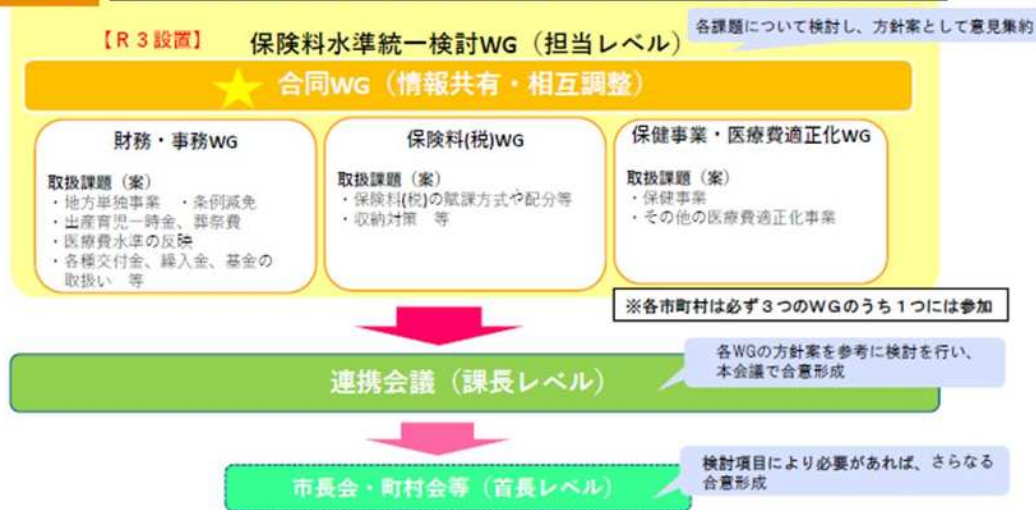 各課題について検討し、方針案として意見集約
【R3設置】 保険料水準統一検討WG（担当レベル）
合同WG（情報共有・相互調整）
財務・事務WG
取扱課題（案）
・地方単独事業 ・条例減免
・出産育児一時金、葬祭費
・医療費水準の反映
・各種交付金、繰入金、基金の
取扱い 等
保険料(税)WG
取扱課題（案）
・保険料(税)の賦課方式や配分等
・収納対策 等
保健事業・医療費適正化WG
取扱課題（案）
・保健事業
・その他の医療費適正化事業
※各市町村は必ず３つのWGのうち１つには参加
連携会議（課長レベル）
各WGの方針案を参考に検討を行い、
本会議で合意形成
市長会・町村会等（首長レベル）
検討項目により必要があれば、さらなる
合意形成